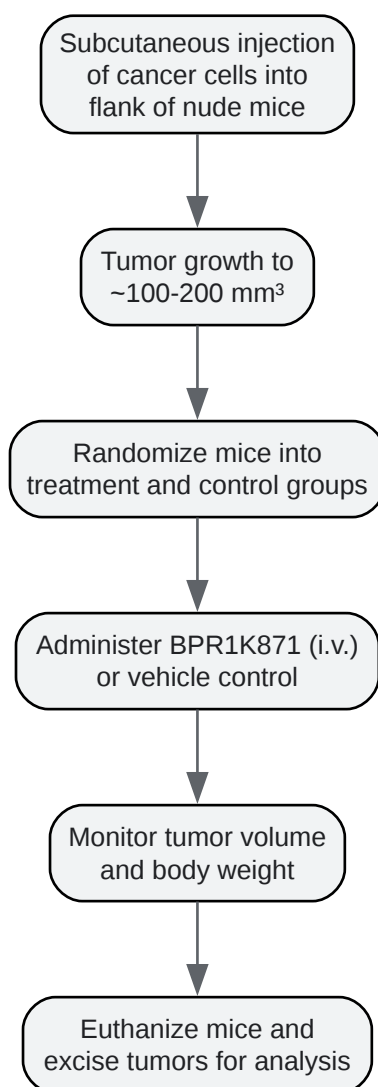 Subcutaneous injection
of cancer cells into
flank of nude mice
Tumor growth to
~100-200 mm³
Randomize mice into
treatment and control groups
Administer BPR1K871 (i.v.)
or vehicle control
Monitor tumor volume
and body weight
Euthanize mice and
excise tumors for analysis